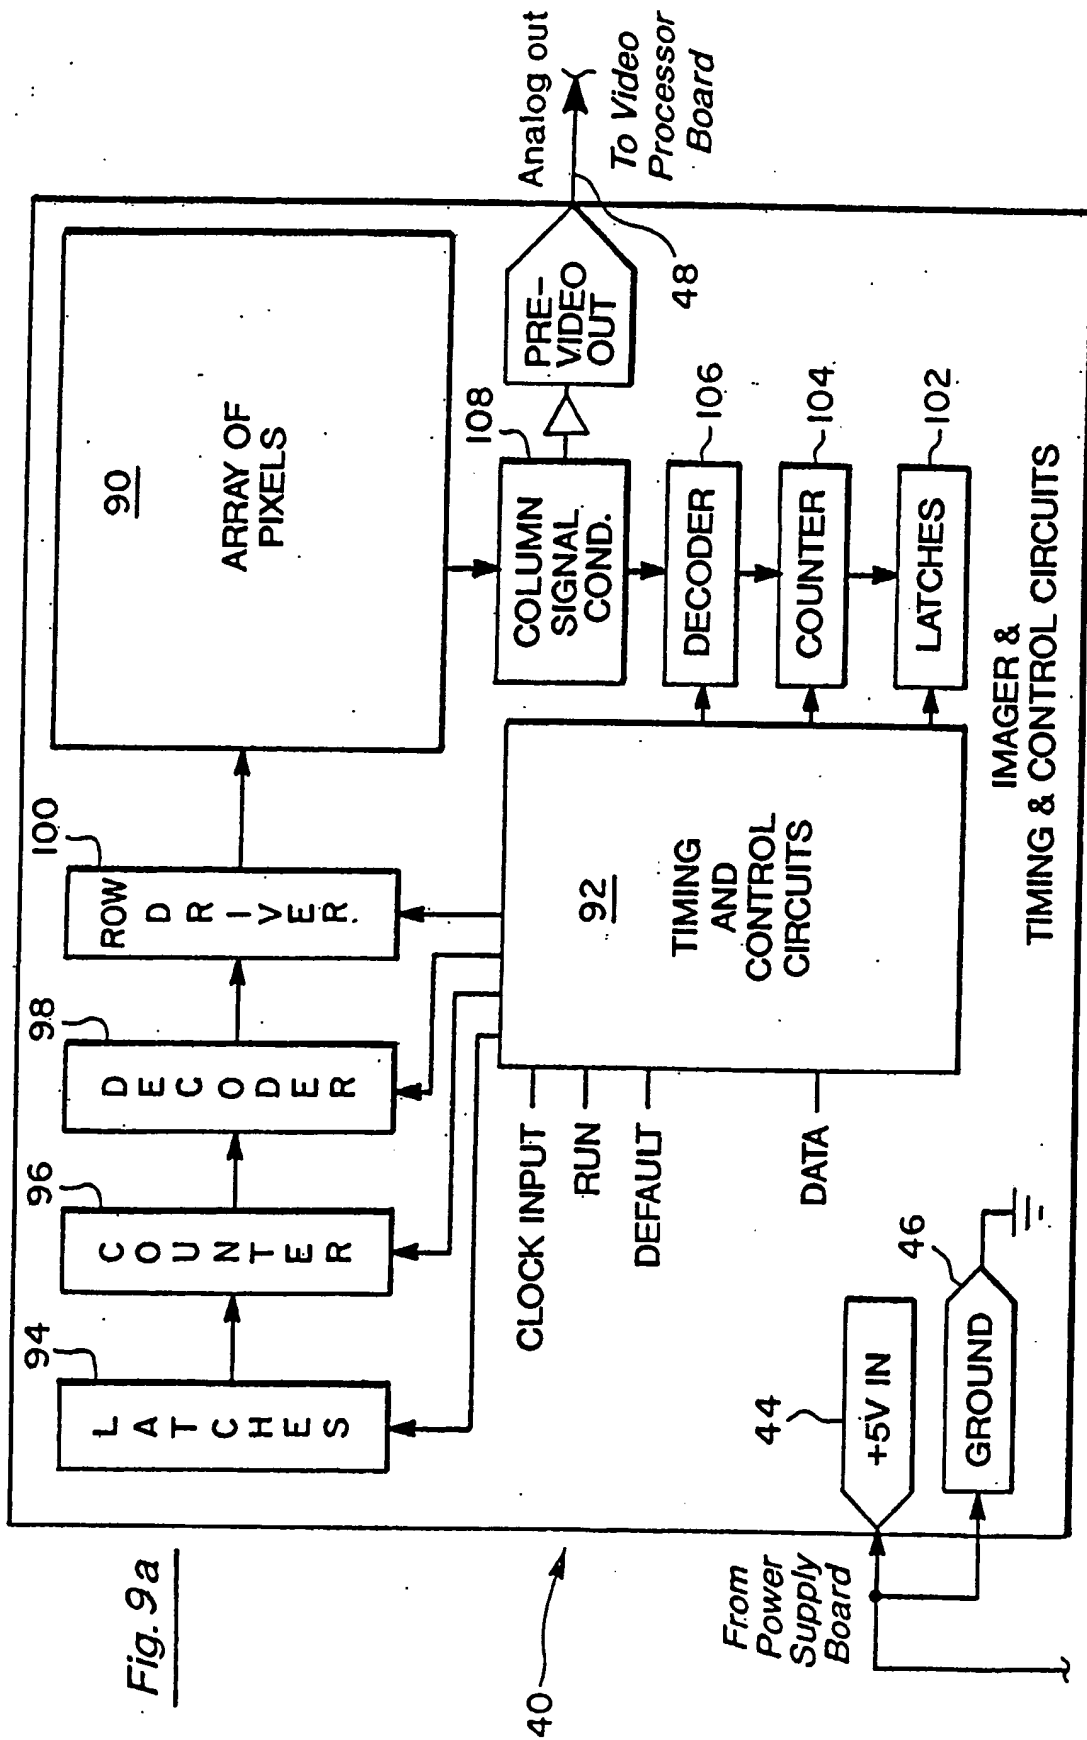 Fig. 9a
40
94
LATCHES
96
COUNTER
98
DECODER
100
ROW
DRIVER.
90
ARRAY OF
PIXELS
CLOCK INPUT
RUN
DEFAULT
DATA
92
TIMING
AND
CONTROL
CIRCUITS
108
COLUMN
SIGNAL
COND.
PRE-
VIDEO
OUT
48
Analog out
To Video
Processor
Board
DECODER
106
COUNTER
104
LATCHES
102
From
Power
Supply
Board
44
+5V IN
46
GROUND
IMAGER &
TIMING & CONTROL CIRCUITS